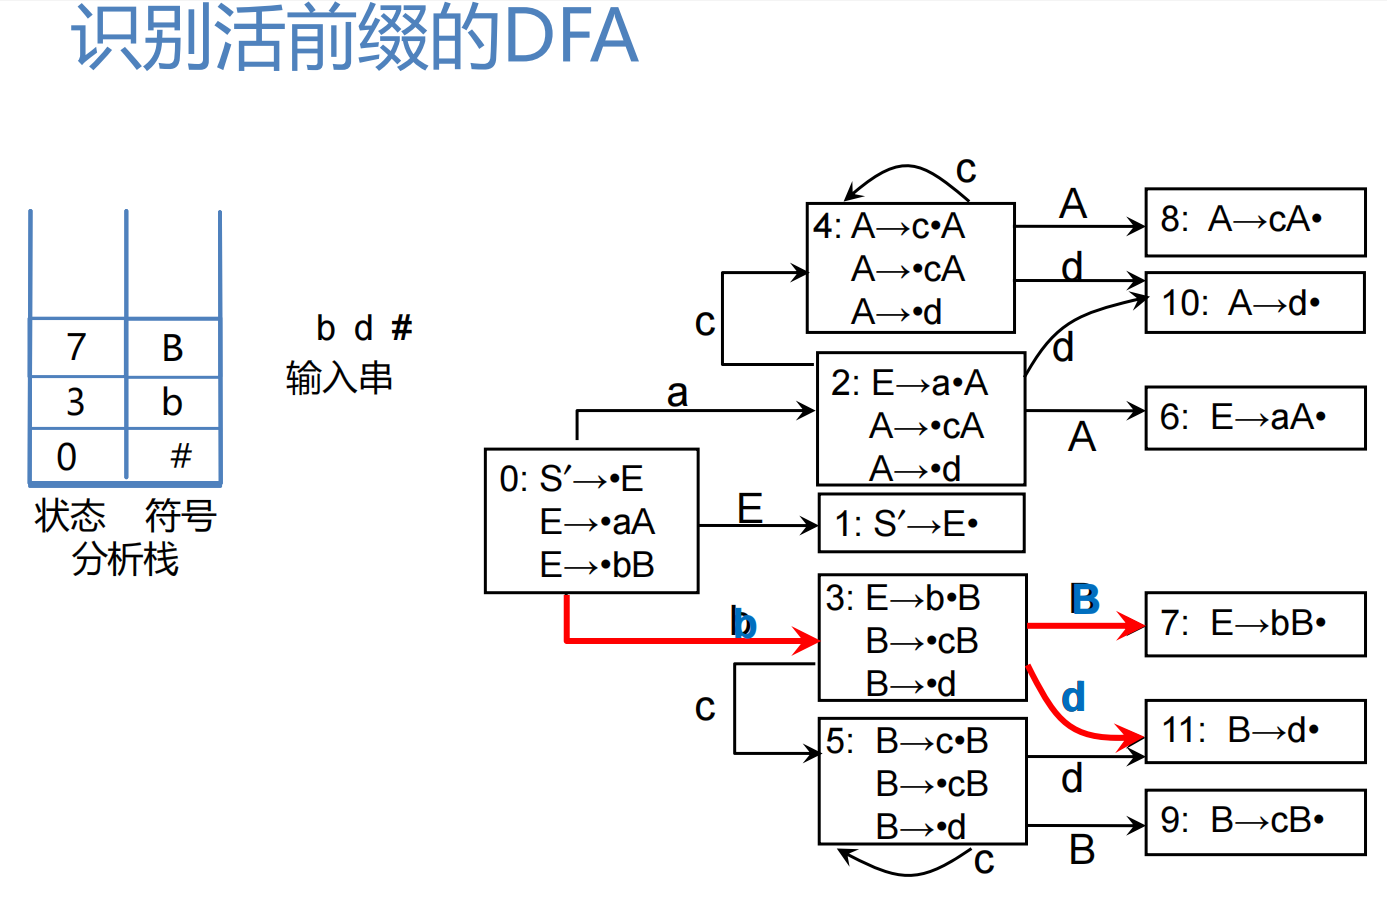 识别活前缀的DFA
7 B
3 b
0 #
状态 符号
分析栈
b d #
输入串
c
4: A→c•A
A→•cA
A→•d
A
8: A→cA•
d
10: A→d•
c
d
2: E→a•A
A→•cA
A→•d
a
A
6: E→aA•
0: S′→•E
E→•aA
E→•bB
E
1: S′→E•
b
3: E→b•B
B→•cB
B→•d
B
7: E→bB•
d
11: B→d•
c
5: B→c•B
B→•cB
B→•d
d
B
9: B→cB•
c